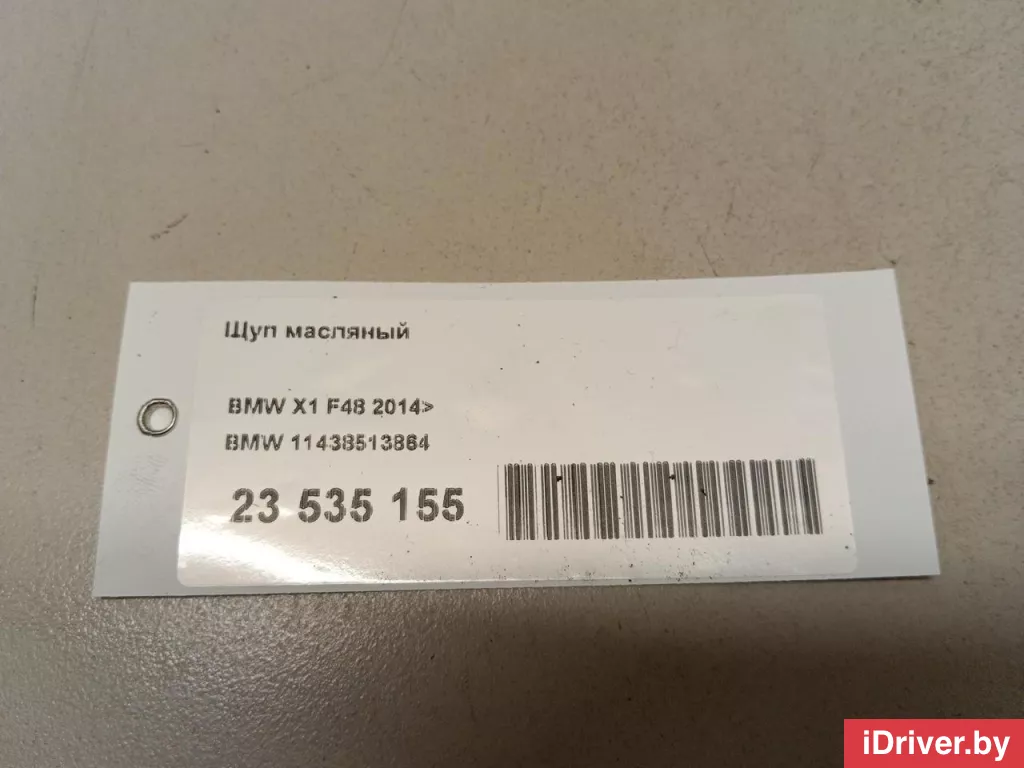 Щуп масляный
BMW X1 F48 2014>
BMW 11438513864
23 535 155
iDriver.by